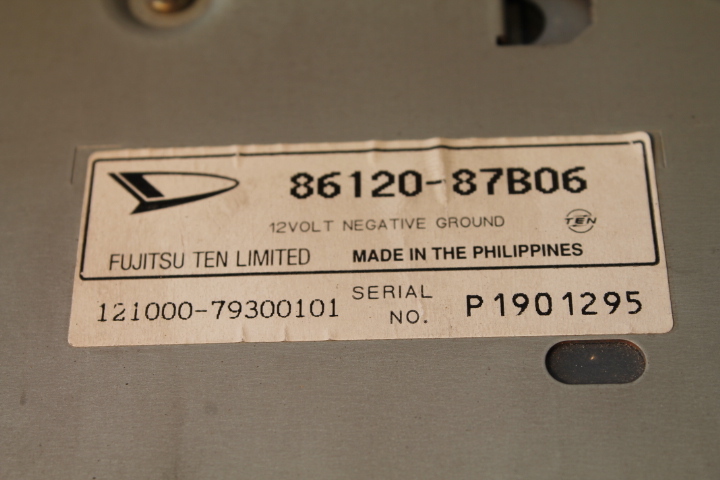 86120-87B06
12VOLT NEGATIVE GROUND TEN
FUJITSU TEN LIMITED MADE IN THE PHILIPPINES
121000-79300101 SERIAL NO. P1901295